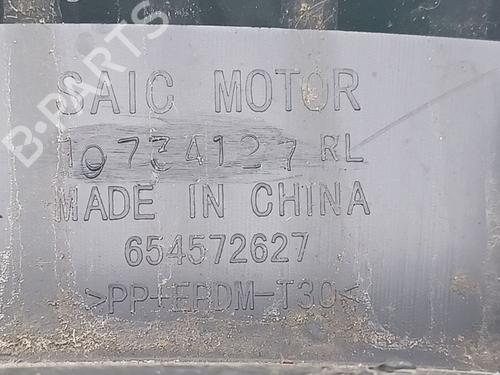 B-PARTS
SAIC MOTOR
10734127 RL
MADE IN CHINA
654572627
>PP+EPDM-T30<